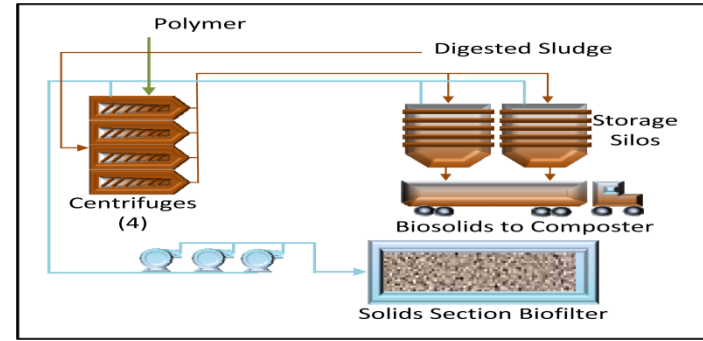 Polymer
Digested Sludge
Storage
Silos
Centrifuges
(4)
Biosolids to Composter
Solids Section Biofilter